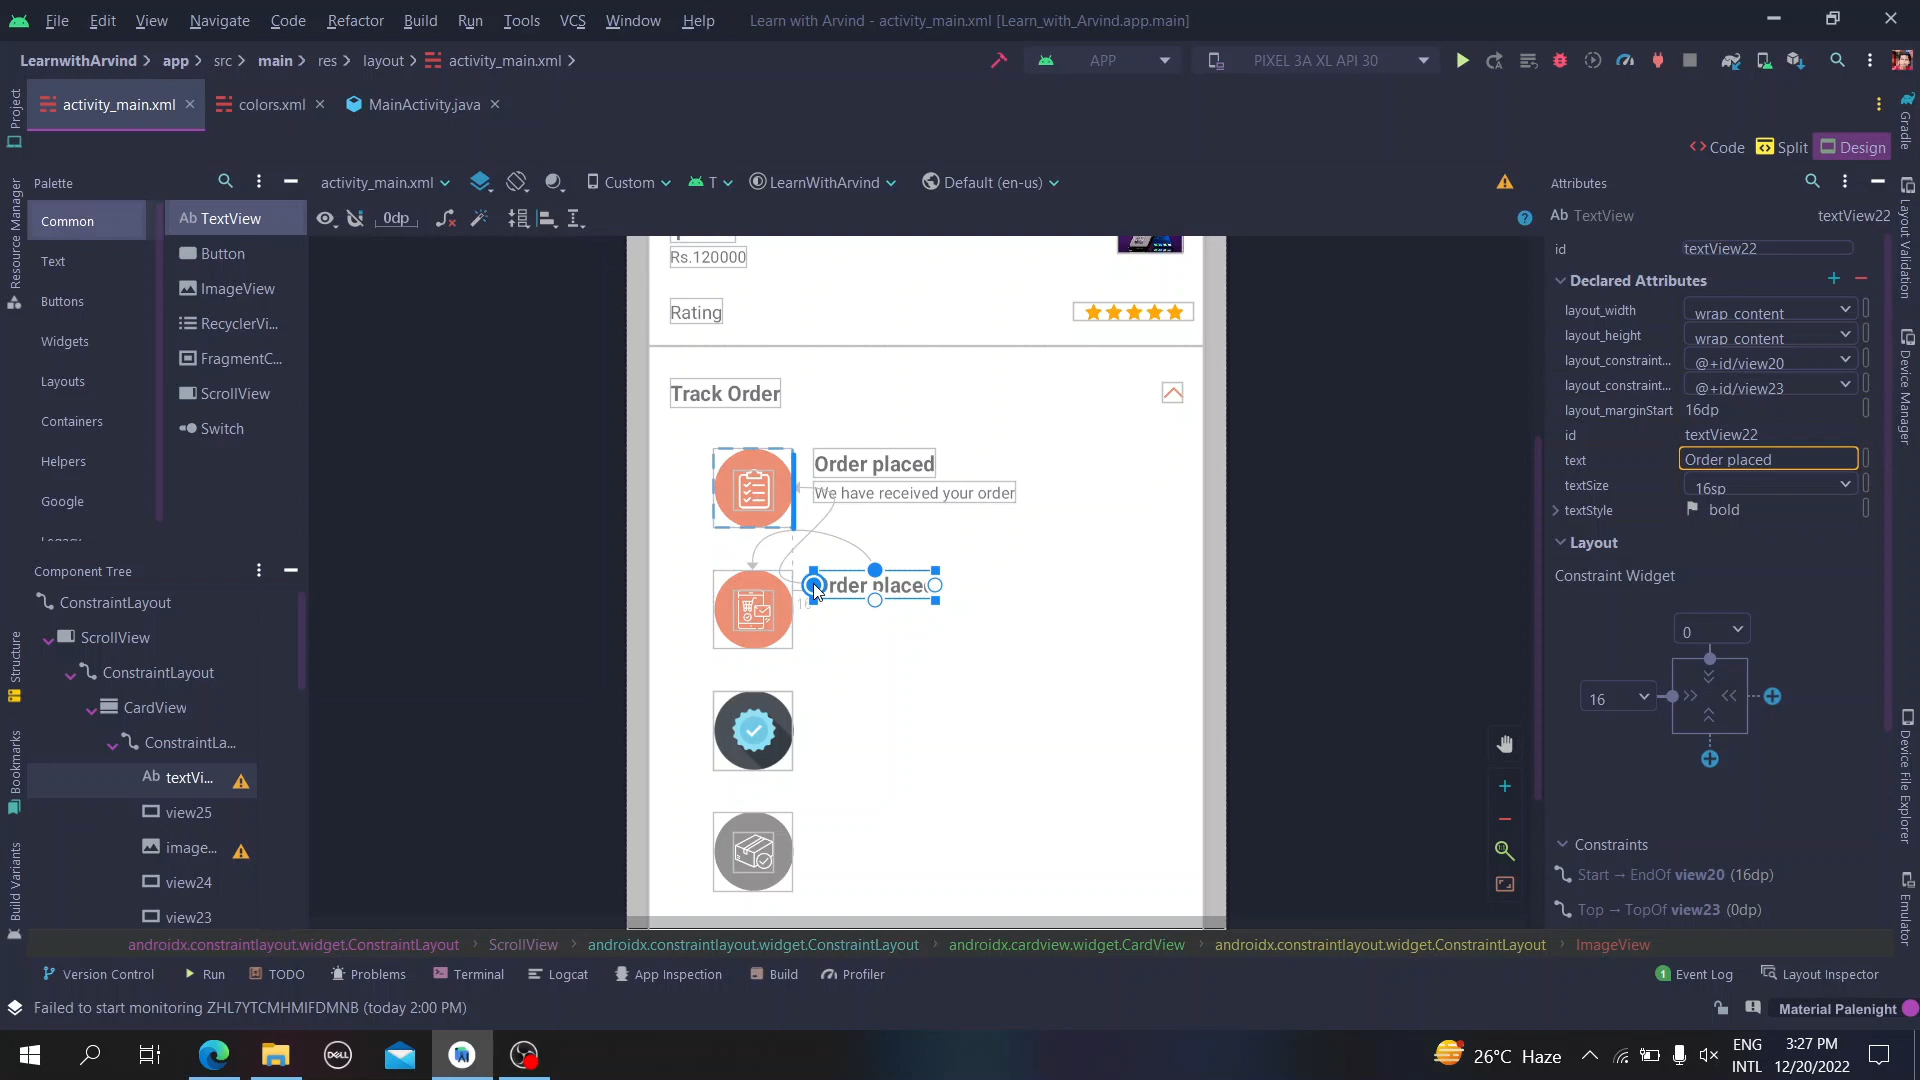 File Edit View Navigate Code Refactor Build Run Tools VCS Window Help Learn with Arvind - activity_main.xml [Learn_with_Arvind.app.main]
LearnwithArvind app src main res layout activity_main.xml APP PIXEL 3A XL API 30
activity_main.xml colors.xml MainActivity.java
Code Split Design
Palette activity_main.xml Custom T LearnWithArvind Default (en-us) Attributes
Common
Text
Buttons
Widgets
Layouts
Containers
Helpers
Google
Legacy
Ab TextView
Button
ImageView
RecyclerVi...
FragmentC...
ScrollView
Switch
0dp
Rs.120000
Rating
Track Order
Order placed
We have received your order
Order placed
16
Component Tree
ConstraintLayout
ScrollView
ConstraintLayout
CardView
ConstraintLa...
Ab textVi...
view25
image...
view24
view23
Ab TextView textView22
id textView22
Declared Attributes
layout_width wrap_content
layout_height wrap_content
layout_constraint... @+id/view20
layout_constraint... @+id/view23
layout_marginStart 16dp
id textView22
text Order placed
textSize 16sp
textStyle bold
Layout
Constraint Widget
0
16
Constraints
Start → EndOf view20 (16dp)
Top → TopOf view23 (0dp)
Project
Resource Manager
Structure
Bookmarks
Build Variants
Gradle
Layout Validation
Device Manager
Device File Explorer
Emulator
androidx.constraintlayout.widget.ConstraintLayout ScrollView androidx.constraintlayout.widget.ConstraintLayout androidx.cardview.widget.CardView androidx.constraintlayout.widget.ConstraintLayout ImageView
Version Control Run TODO Problems Terminal Logcat App Inspection Build Profiler 1 Event Log Layout Inspector
Failed to start monitoring ZHL7YTCMHMIFDMNB (today 2:00 PM) Material Palenight
DELL
26°C Haze
ENG
INTL
3:27 PM
12/20/2022